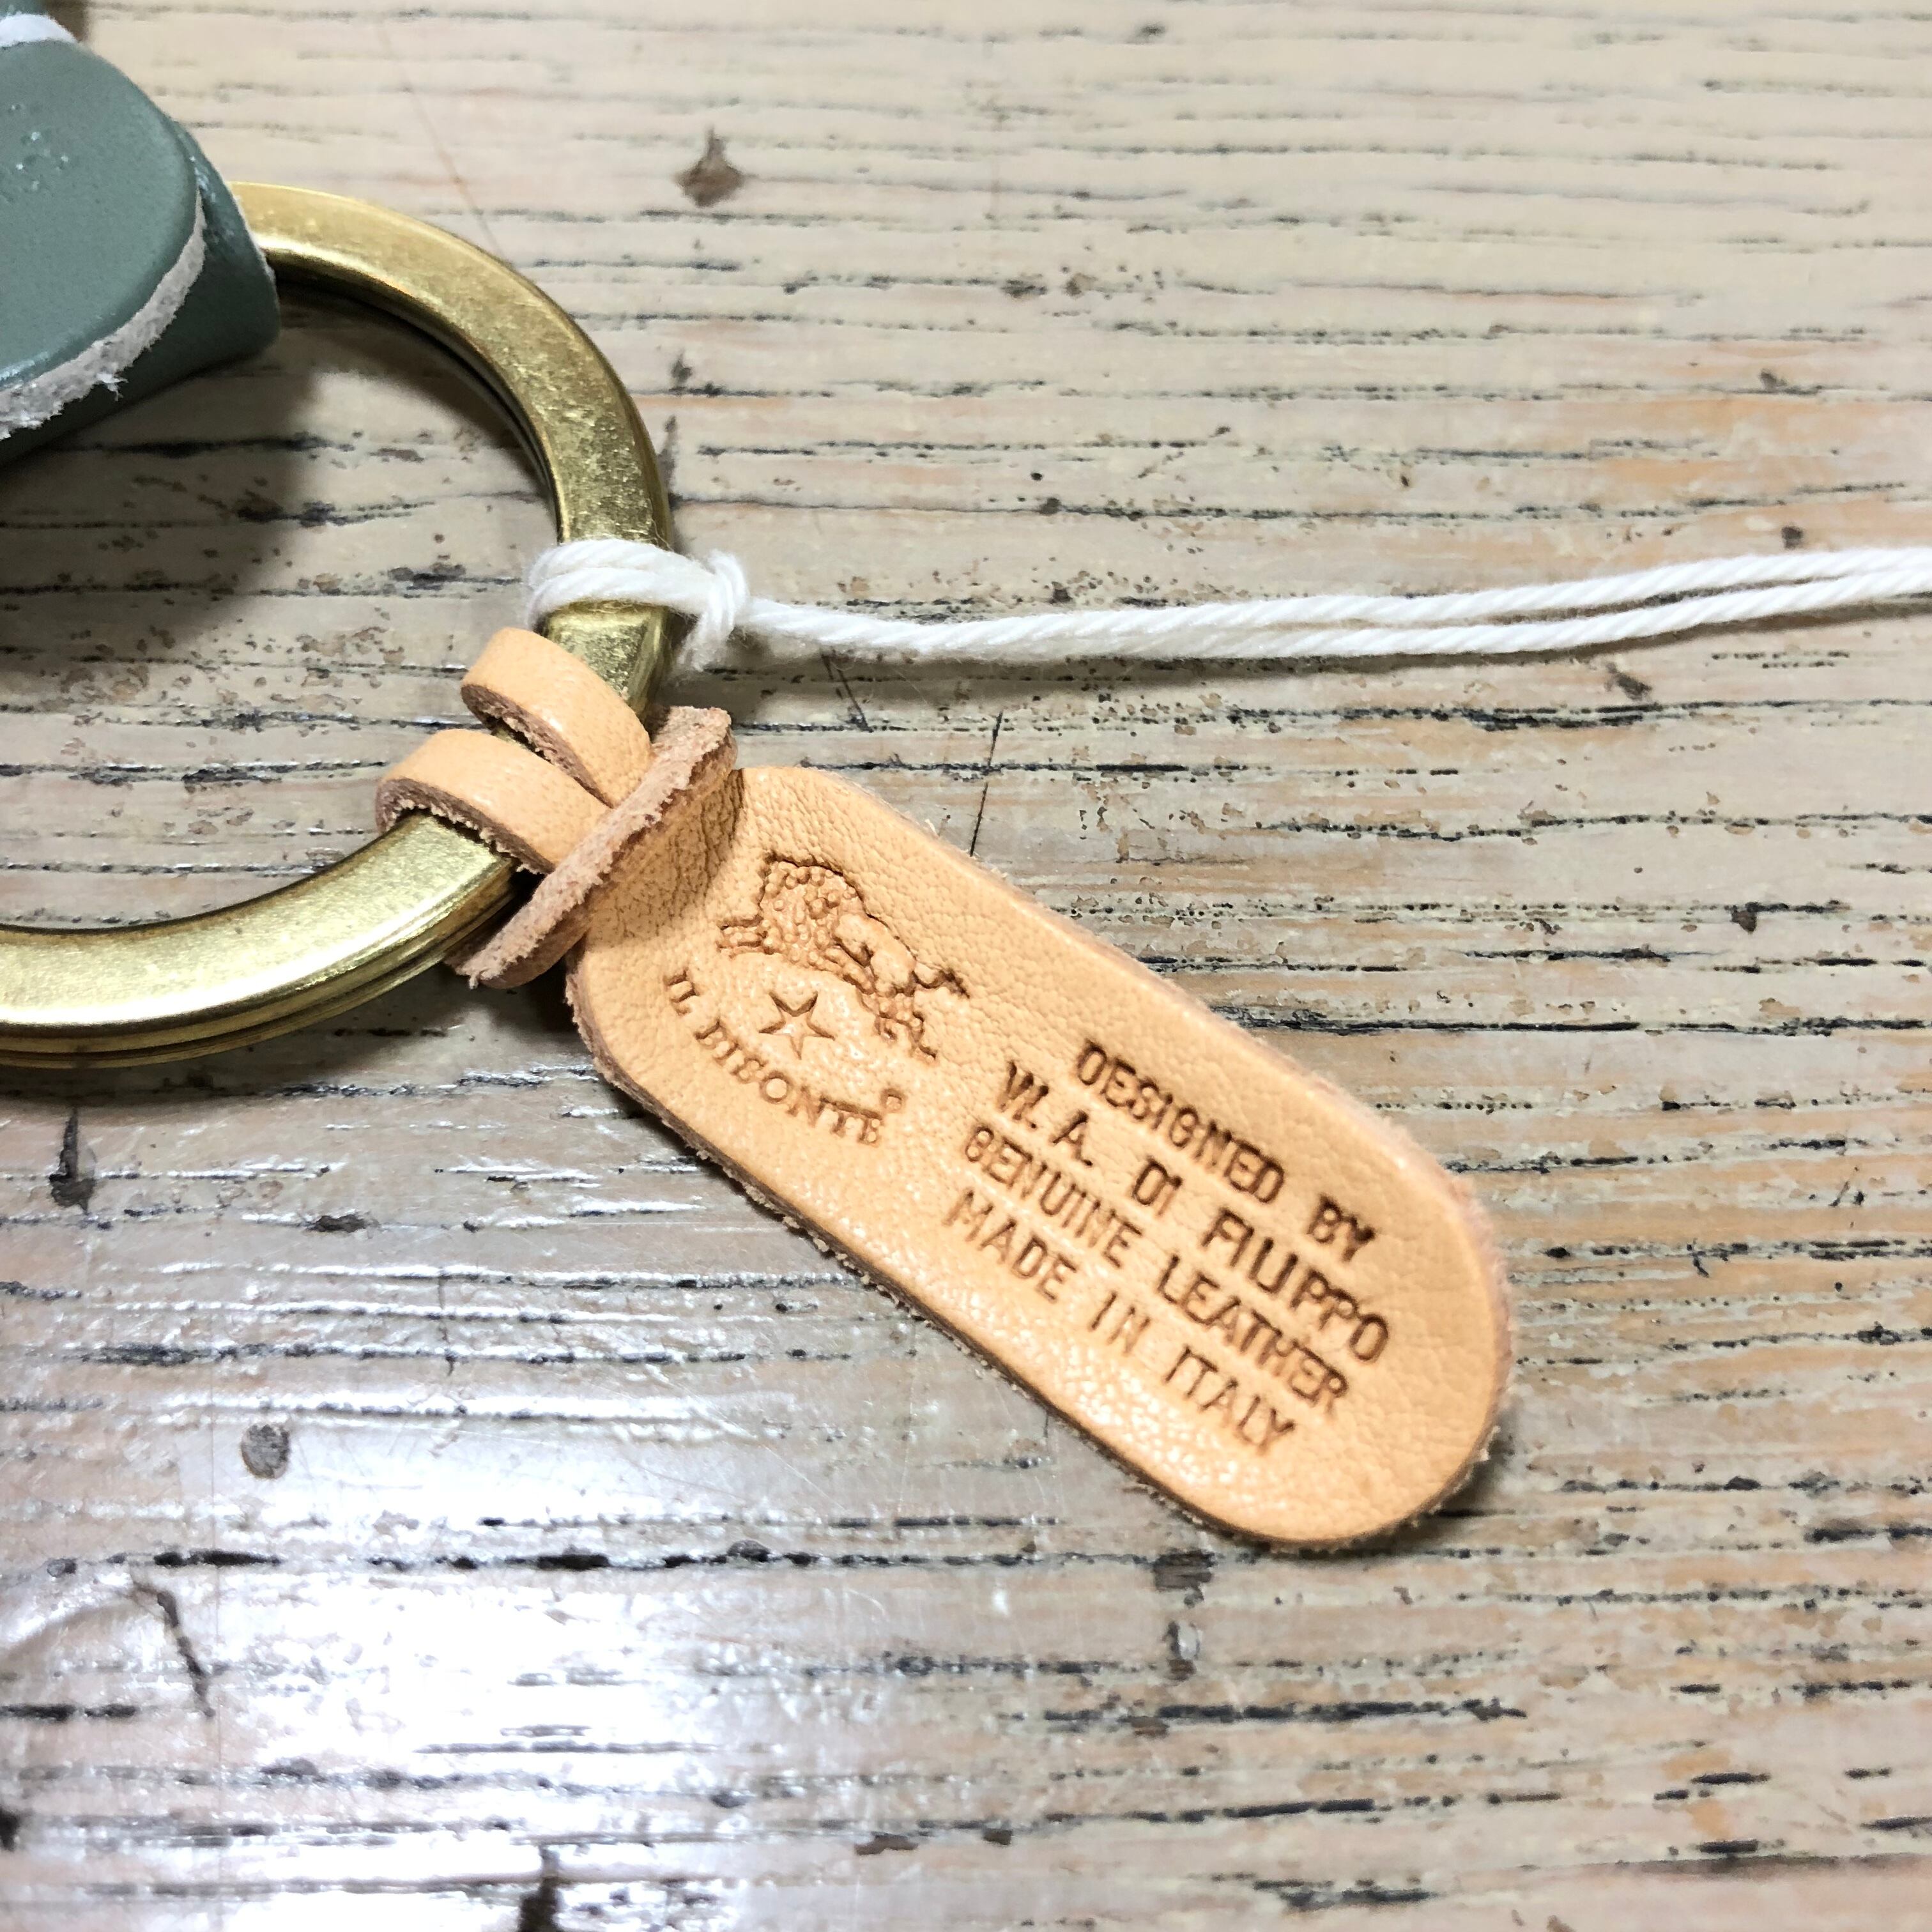 IL BISONTE®
DESIGNED BY
W. A. DI FILIPPO
GENUINE LEATHER
MADE IN ITALY